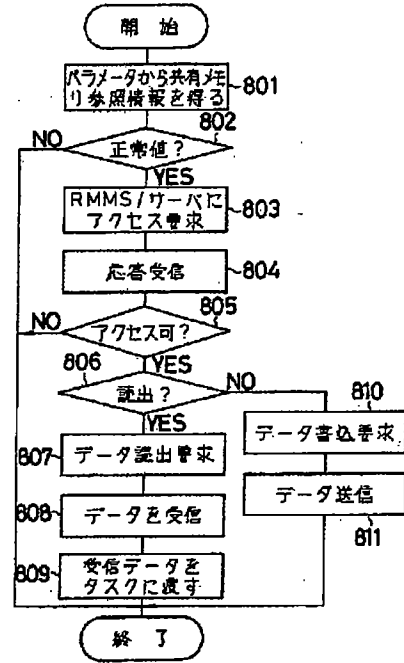 開始
パラメータから共有メモ
リ参照情報を得る
801
802
NO
正常値?
YES
RMMS/サーバに
アクセス要求
803
応答受信
804
805
NO
アクセス可?
YES
806
読出?
NO
YES
810
807
データ読出要求
データ書込要求
808
データを受信
データ送信
811
809
受信データを
タスクに渡す
終了